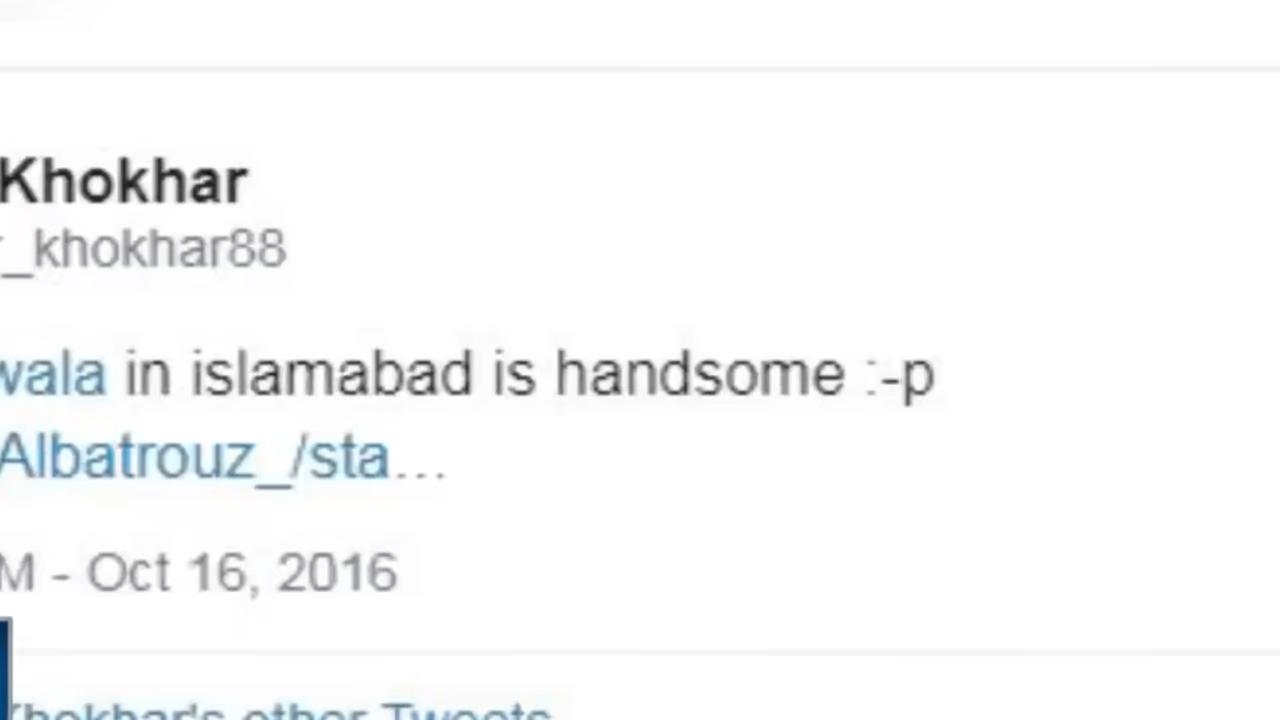 Khokhar
_khokhar88
wala in islamabad is handsome :-p
Albatrouz_/sta...
M - Oct 16, 2016
Khokhar's other Tweets